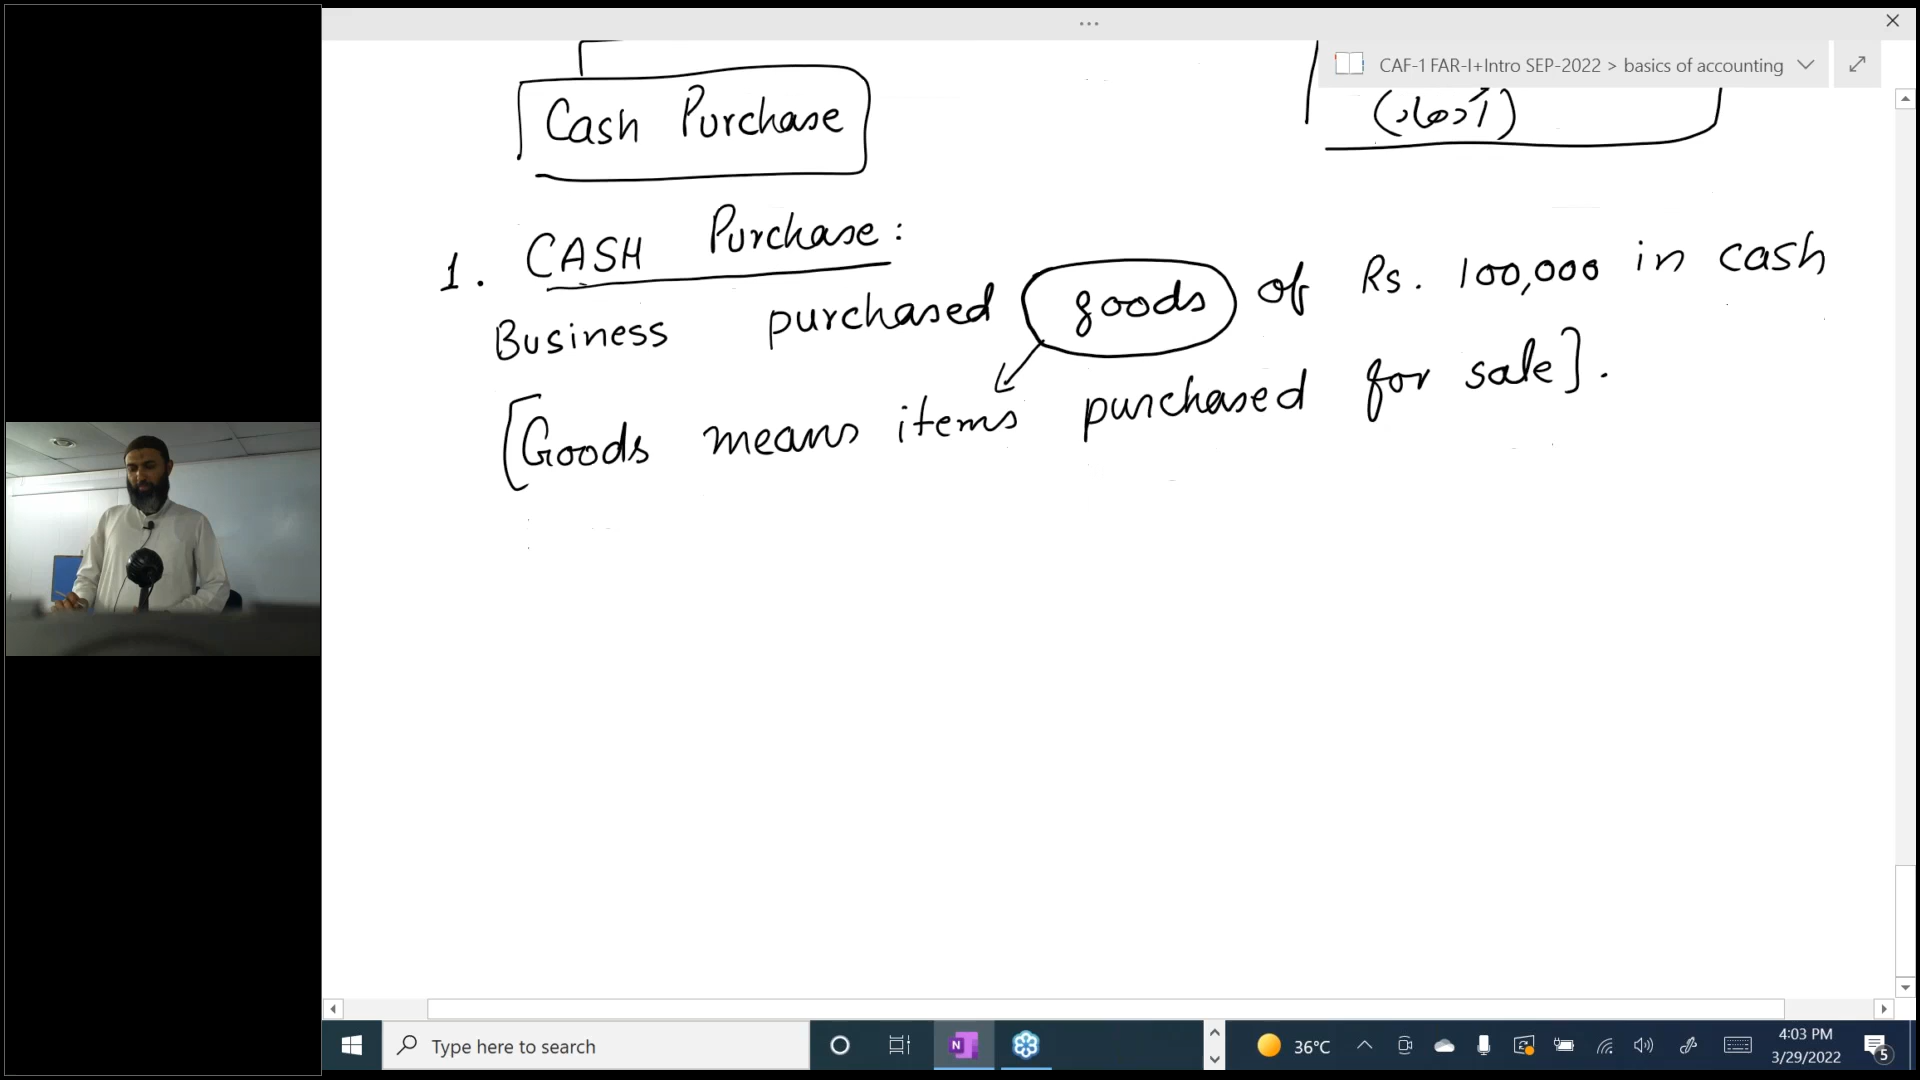 CAF-1 FAR-I+Intro SEP-2022 > basics of accounting
Cash Purchase
(ادھار)
1. CASH Purchase:
Business purchased goods of Rs. 100,000 in cash
[Goods means items purchased for sale].
Type here to search
N
36°C
4:03 PM
3/29/2022
5